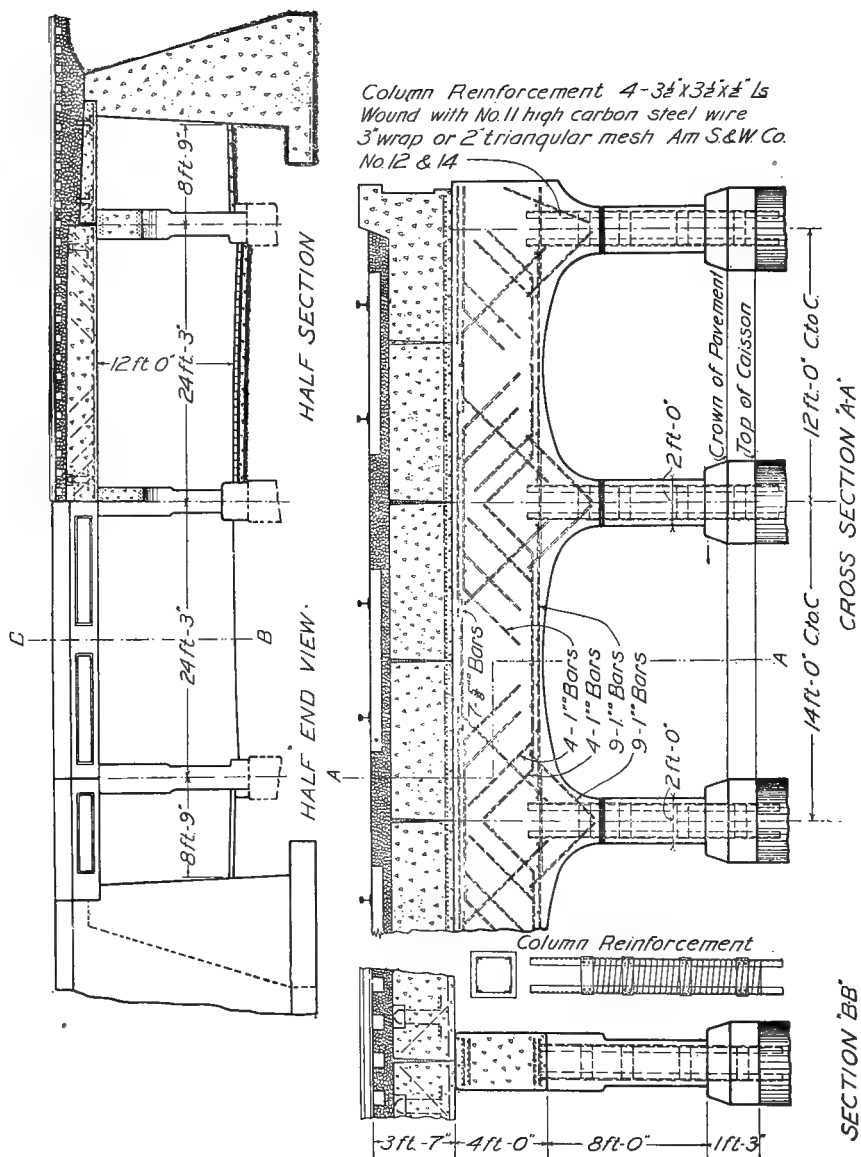 Column Reinforcement 4-3½"x3½"x½" Ls
Wound with No.11 high carbon steel wire
3"wrap or 2"triangular mesh Am S.&W. Co.
No.12 & 14
8ft-9"
12ft 0"
24ft-3"
HALF SECTION
C
24ft-3"
B
HALF END VIEW.
8ft-9"
Crown of Pavement
Top of Caisson
12ft-0" C.toC.
2ft-0"
CROSS SECTION "A-A"
7-⅞"▫Bars
4-1"▫Bars
4-1"▫Bars
9-1"▫Bars
9-1"▫Bars
A
A
14ft-0" C.to.C
2ft-0"
Column Reinforcement
3ft.-7"
4ft-0"
8ft-0"
1ft-3"
SECTION "B-B"